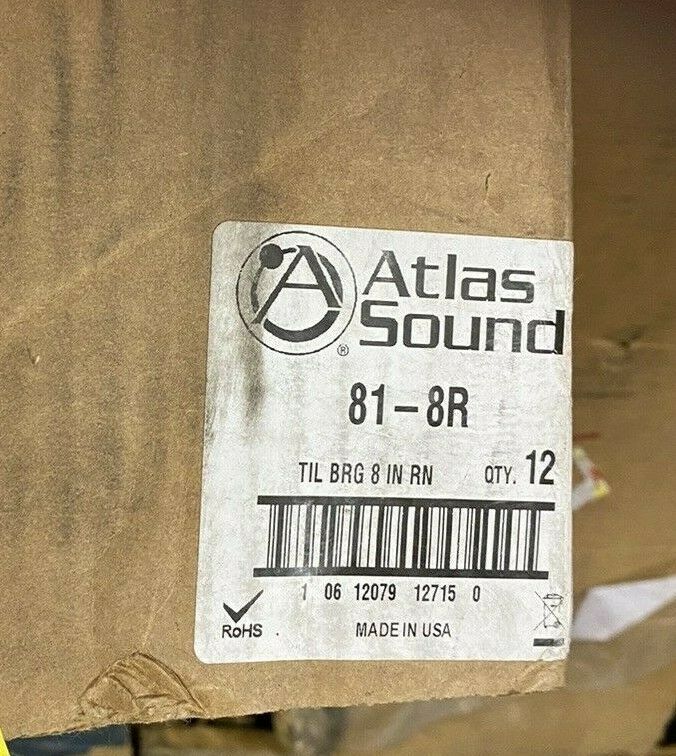 Atlas
Sound
®
81-8R
TIL BRG 8 IN RN QTY. 12
1 06 12079 12715 0
RoHS
MADE IN USA